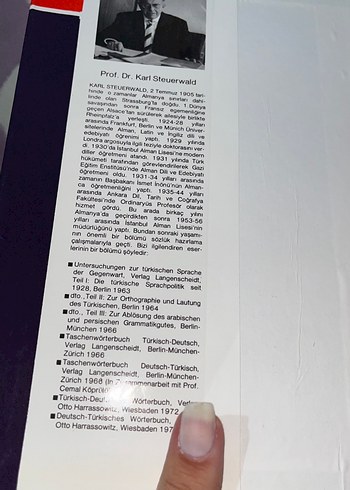 Prof. Dr. Karl Steuerwald
KARL STEUERWALD, 2 Temmuz 1905 tari-
hinde o zamanlar Almanya sınırları dahi-
linde olan Strassburg'ta doğdu. 1.Dünya
savaşından sonra Fransız egemenliğine
geçen Alsace'tan sürülerek ailesiyle birlikte
Rheinpfalz'a yerleşti. 1924-28 yılları
arasında Frankfurt, Berlin ve Münich Üniver-
sitelerinde Alman, Latin ve İngiliz dili ve
edebiyatı öğrenimi yaptı. 1929 yılında
Londra argosuyla ilgili teziyle doktorasını ver-
di. 1930'da İstanbul Alman Lisesi'ne modern
diller öğretmeni atandı. 1931 yılında Türk
hükümeti tarafından görevlendirilerek Gazi
Eğitim Enstitüsü'nde Alman Dili ve Edebiyatı
öğretmeni oldu. 1931-34 yılları arasında
zamanın Başbakanı İsmet İnönü'nün Alman-
ca öğretmenliğini yaptı. 1935-44 yılları
arasında Ankara Dil, Tarih ve Coğrafya
Fakültesi'nde Ordinaryüs Profesör olarak
hizmet gördü. Bu arada birkaç yılını
Almanya'da geçirdikten sonra 1953-56
yılları arasında İstanbul Alman Lisesi'nin
müdürlüğünü yaptı. Bundan sonraki yaşamı-
nın önemli bir bölümü sözlük hazırlama
çalışmalarıyla geçti. Bizi ilgilendiren eser-
lerinin bir bölümü şöyledir:
■ Untersuchungen zur türkischen Sprache
der Gegenwart, Verlag Langenscheidt,
Teil I: Die türkische Sprachpolitik seit
1928, Berlin 1963
■ dto., Teil II: Zur Orthographie und Lautung
des Türkischen, Berlin 1964
■ dto., Teil III: Zur Ablösung des arabischen
und persischen Grammatikgutes, Berlin-
München 1966
■ Taschenwörterbuch Türkisch-Deutsch,
Verlag Langenscheidt, Berlin-München-
Zürich 1966
■ Taschenwörterbuch Deutsch-Türkisch,
Verlag Langenscheidt, Berlin-München-
Zürich 1968 (In Zusammenarbeit mit Prof.
Cemal Köprülü)
■ Türkisch-Deutsches Wörterbuch,
Otto Harrassowitz, Wiesbaden 1972
■ Deutsch-Türkisches Wörterbuch,
Otto Harrassowitz, Wiesbaden